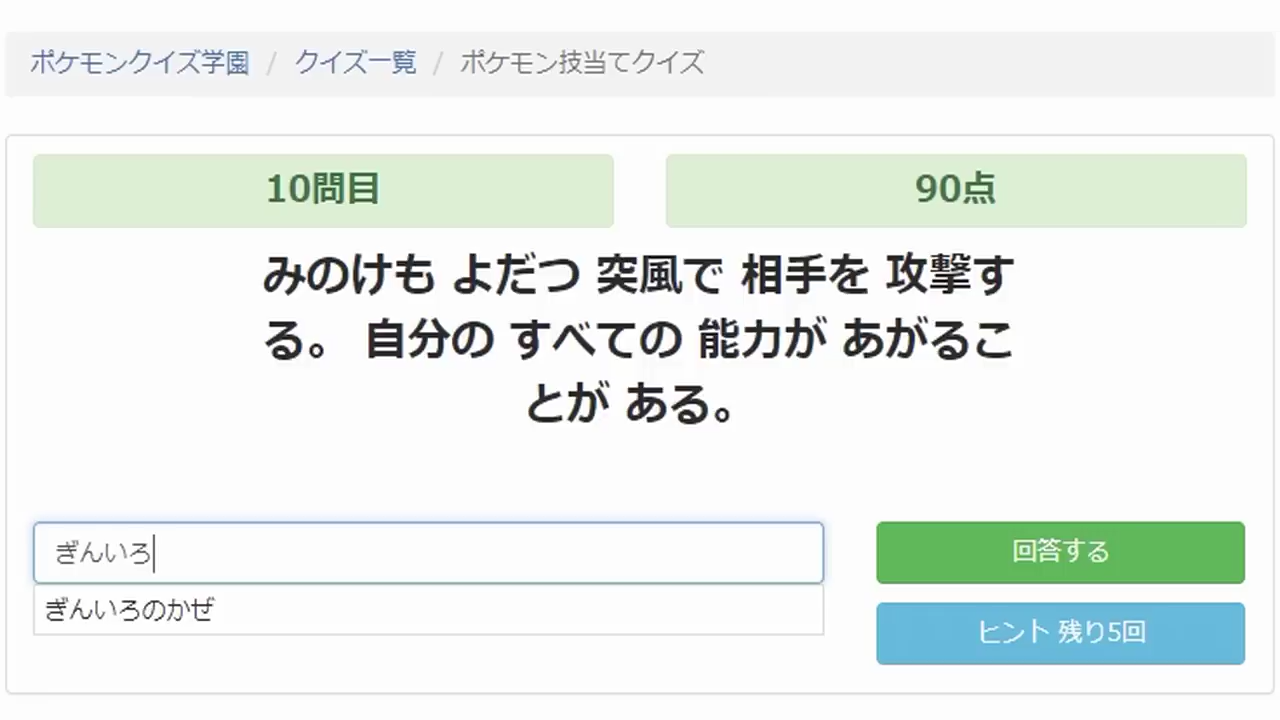 ポケモンクイズ学園 / クイズ一覧 / ポケモン技当てクイズ
10問目
90点
みのけも よだつ 突風で 相手を 攻撃す
る。 自分の すべての 能力が あがるこ
とが ある。
ぎんいろ
回答する
ぎんいろのかぜ
ヒント 残り5回